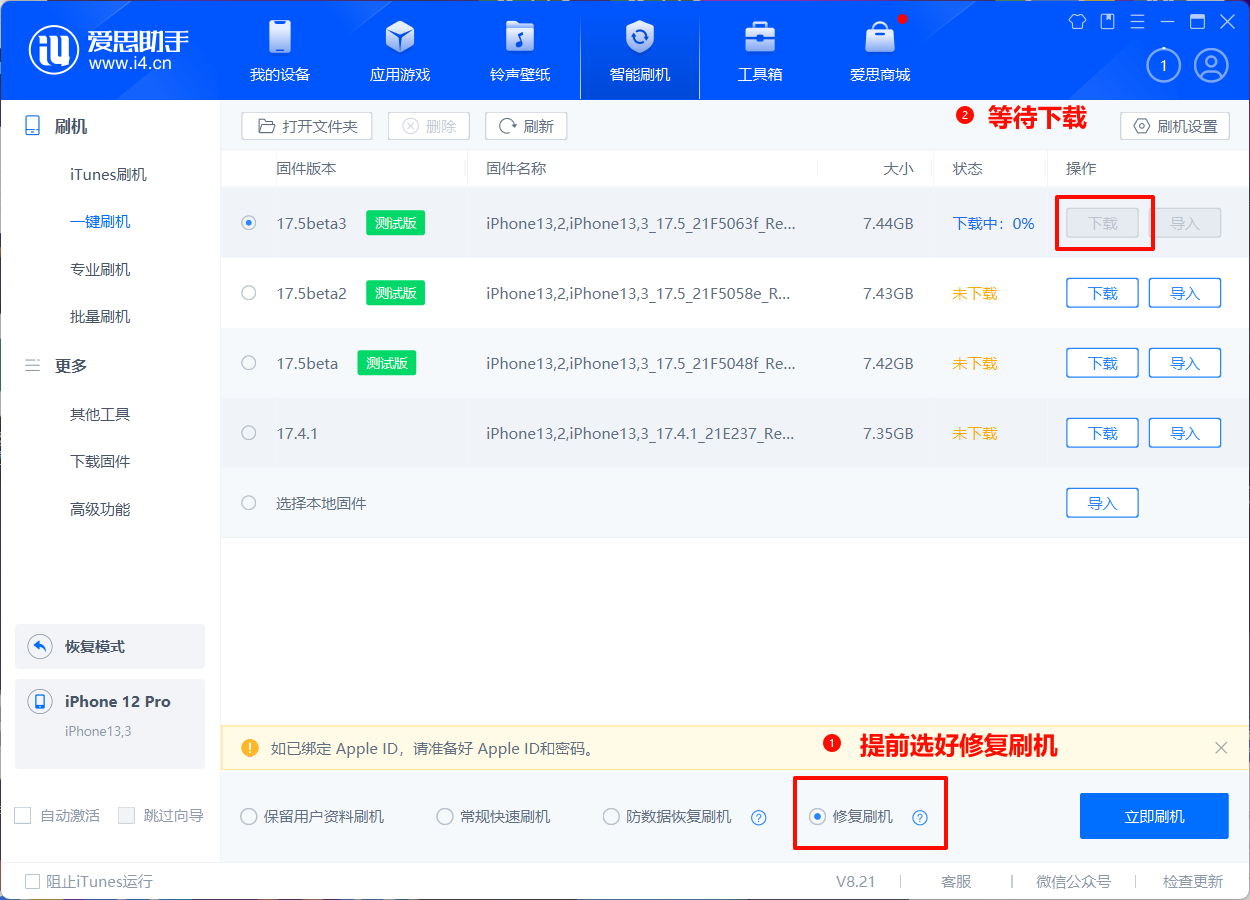 iU 爱思助手
www.i4.cn
我的设备
应用游戏
铃声壁纸
智能刷机
工具箱
爱思商城
1
刷机
iTunes刷机
一键刷机
专业刷机
批量刷机
更多
其他工具
下载固件
高级功能
恢复模式
iPhone 12 Pro
iPhone13,3
自动激活 跳过向导
打开文件夹 删除 刷新 2 等待下载 刷机设置
固件版本 固件名称 大小 状态 操作
17.5beta3 测试版 iPhone13,2,iPhone13,3_17.5_21F5063f_Re... 7.44GB 下载中：0% 下载 导入
17.5beta2 测试版 iPhone13,2,iPhone13,3_17.5_21F5058e_R... 7.43GB 未下载 下载 导入
17.5beta 测试版 iPhone13,2,iPhone13,3_17.5_21F5048f_Re... 7.42GB 未下载 下载 导入
17.4.1 iPhone13,2,iPhone13,3_17.4.1_21E237_Re... 7.35GB 未下载 下载 导入
选择本地固件 导入
! 如已绑定 Apple ID，请准备好 Apple ID和密码。 1 提前选好修复刷机
保留用户资料刷机 常规快速刷机 防数据恢复刷机 ? 修复刷机 ? 立即刷机
阻止iTunes运行 V8.21 客服 微信公众号 检查更新